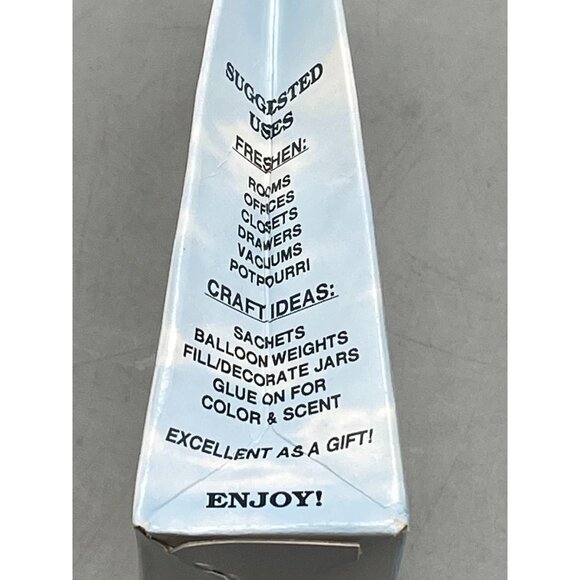 SUGGESTED
USES
FRESHEN:
ROOMS
OFFICES
CLOSETS
DRAWERS
VACUUMS
POTPOURRI
CRAFT IDEAS:
SACHETS
BALLOON WEIGHTS
FILL/DECORATE JARS
GLUE ON FOR
COLOR & SCENT
EXCELLENT AS A GIFT!
ENJOY!